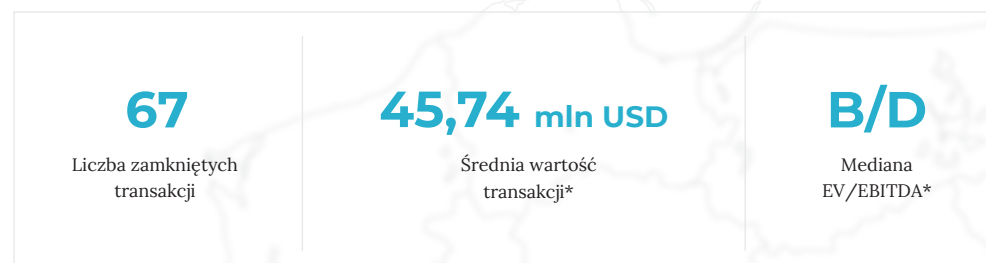 67
Liczba zamkniętych
transakcji
45,74 mln USD
Średnia wartość
transakcji*
B/D
Mediana
EV/EBITDA*